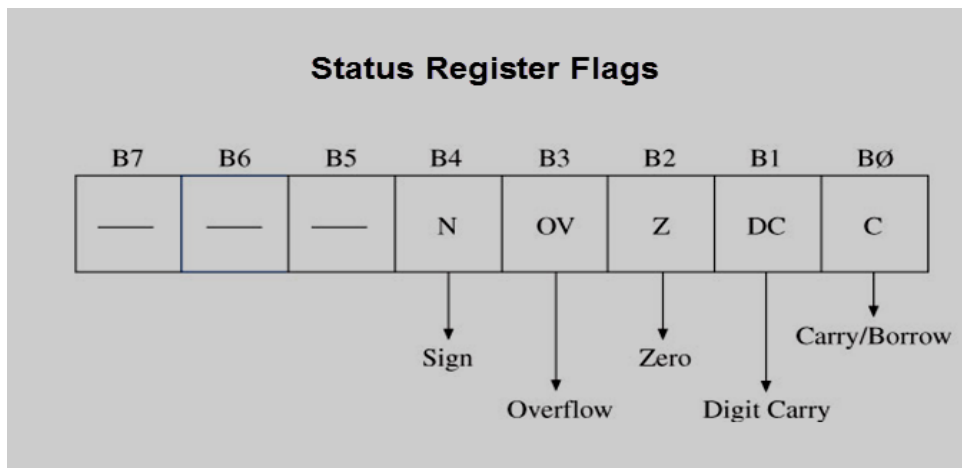 Status Register Flags
B7 B6 B5 B4 B3 B2 B1 BØ
— — — N OV Z DC C
Carry/Borrow
Sign Zero
Overflow Digit Carry